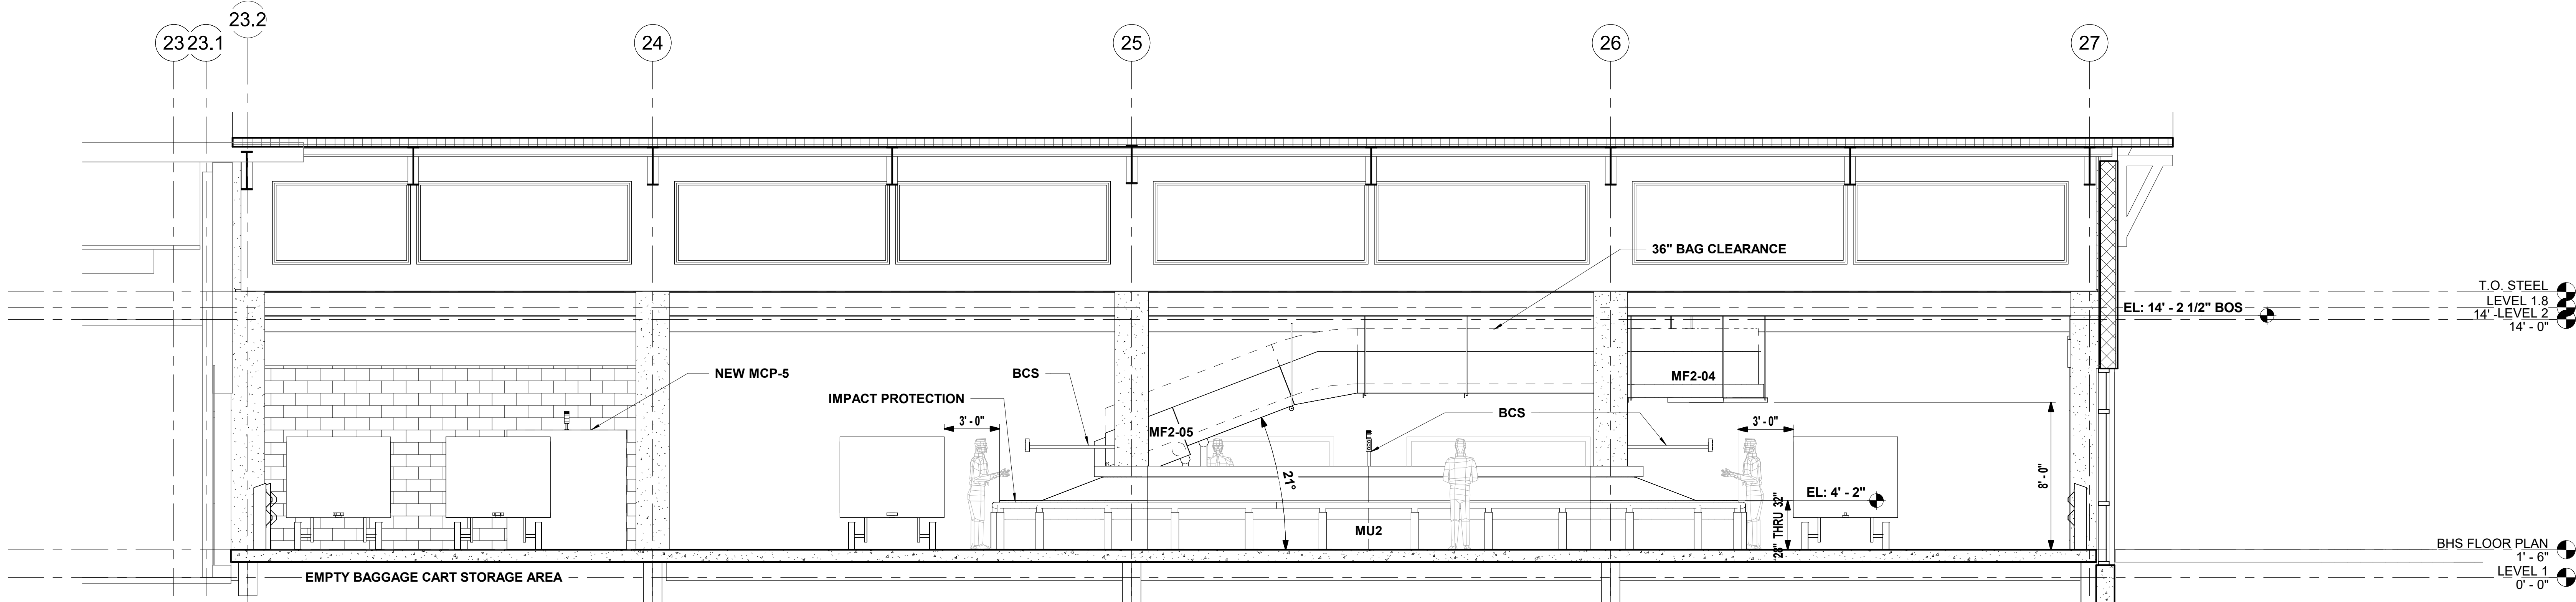 23
23.1
23.2
24
25
26
27
36" BAG CLEARANCE
T.O. STEEL
LEVEL 1.8
EL: 14' - 2 1/2" BOS
14' -LEVEL 2
14' - 0"
NEW MCP-5
BCS
MF2-04
IMPACT PROTECTION
3' - 0"
BCS
3' - 0"
MF2-05
8' - 0"
21°
EL: 4' - 2"
28" THRU 32"
MU2
BHS FLOOR PLAN
1' - 6"
EMPTY BAGGAGE CART STORAGE AREA
LEVEL 1
0' - 0"